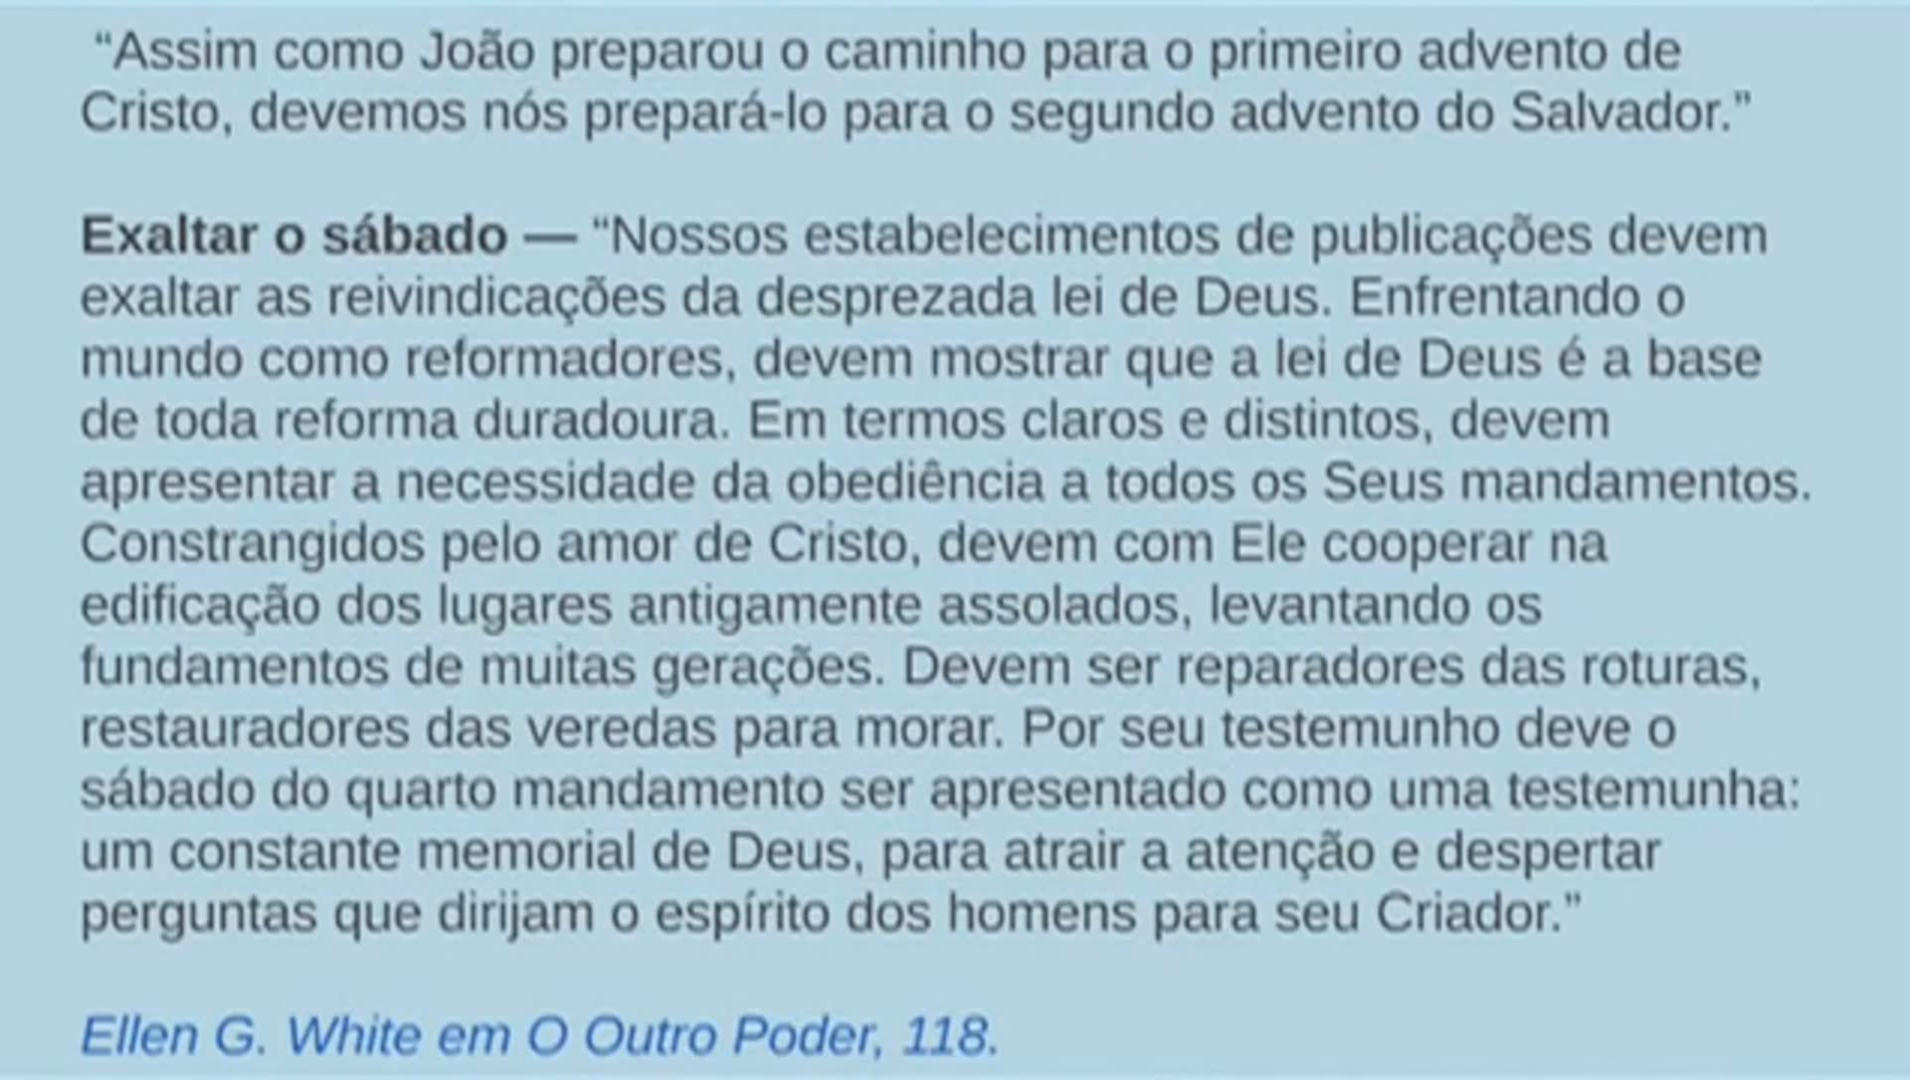 “Assim como João preparou o caminho para o primeiro advento de
Cristo, devemos nós prepará-lo para o segundo advento do Salvador.”
Exaltar o sábado — “Nossos estabelecimentos de publicações devem
exaltar as reivindicações da desprezada lei de Deus. Enfrentando o
mundo como reformadores, devem mostrar que a lei de Deus é a base
de toda reforma duradoura. Em termos claros e distintos, devem
apresentar a necessidade da obediência a todos os Seus mandamentos.
Constrangidos pelo amor de Cristo, devem com Ele cooperar na
edificação dos lugares antigamente assolados, levantando os
fundamentos de muitas gerações. Devem ser reparadores das roturas,
restauradores das veredas para morar. Por seu testemunho deve o
sábado do quarto mandamento ser apresentado como uma testemunha:
um constante memorial de Deus, para atrair a atenção e despertar
perguntas que dirijam o espírito dos homens para seu Criador.”
Ellen G. White em O Outro Poder, 118.